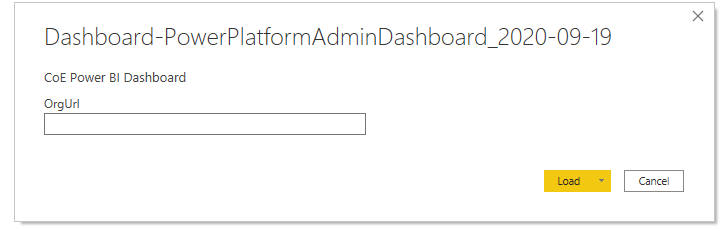 Dashboard-PowerPlatformAdminDashboard_2020-09-19
CoE Power BI Dashboard
OrgUrl
Load
Cancel